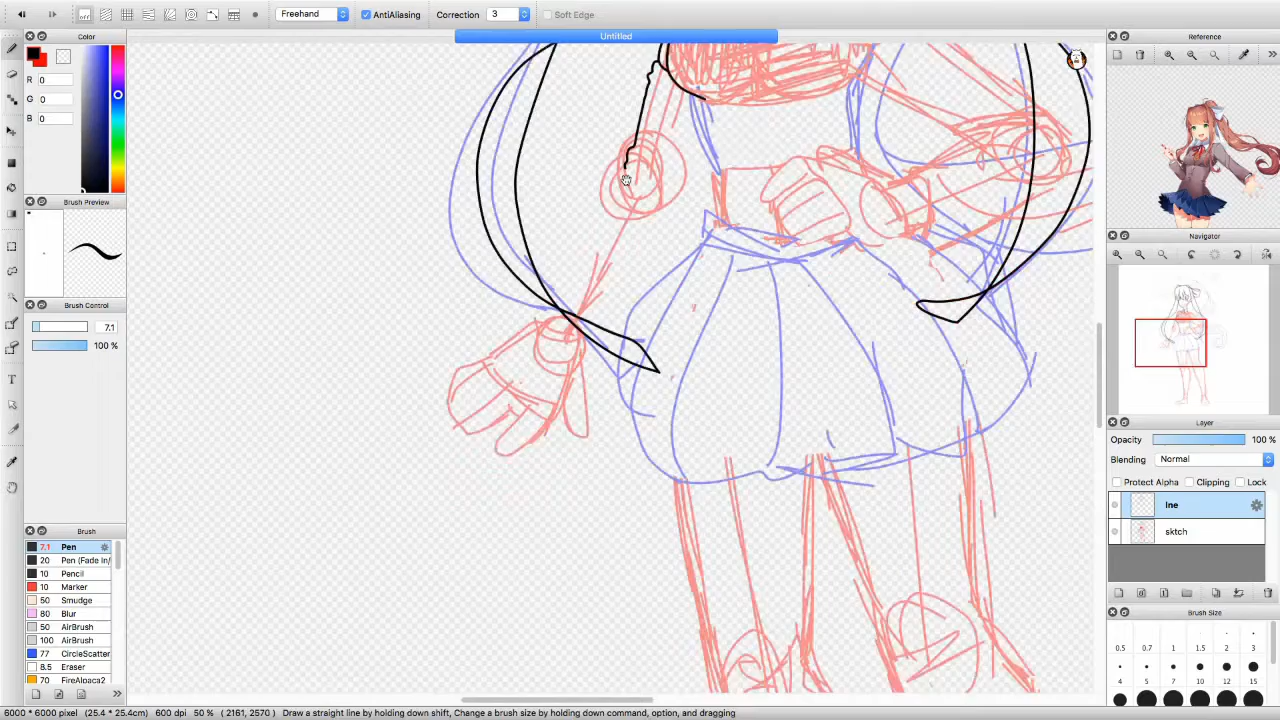 Freehand
AntiAliasing
Correction
3
Soft Edge
Untitled
Color
R 0
G 0
B 0
Brush Preview
Brush Control
7.1
100 %
Brush
7.1 Pen
20 Pen (Fade In/
10 Pencil
10 Marker
50 Smudge
80 Blur
50 AirBrush
100 AirBrush
77 CircleScatter
8.5 Eraser
70 FireAlpaca2
Reference
Navigator
Layer
Opacity 100 %
Blending Normal
Protect Alpha Clipping Lock
lne
sktch
Brush Size
0.5 0.7 1 1.5 2 3
4 5 7 10 12 15
6000 * 6000 pixel (25.4 * 25.4cm) 600 dpi 50 % ( 2161, 2570 ) Draw a straight line by holding down shift, Change a brush size by holding down command, option, and dragging